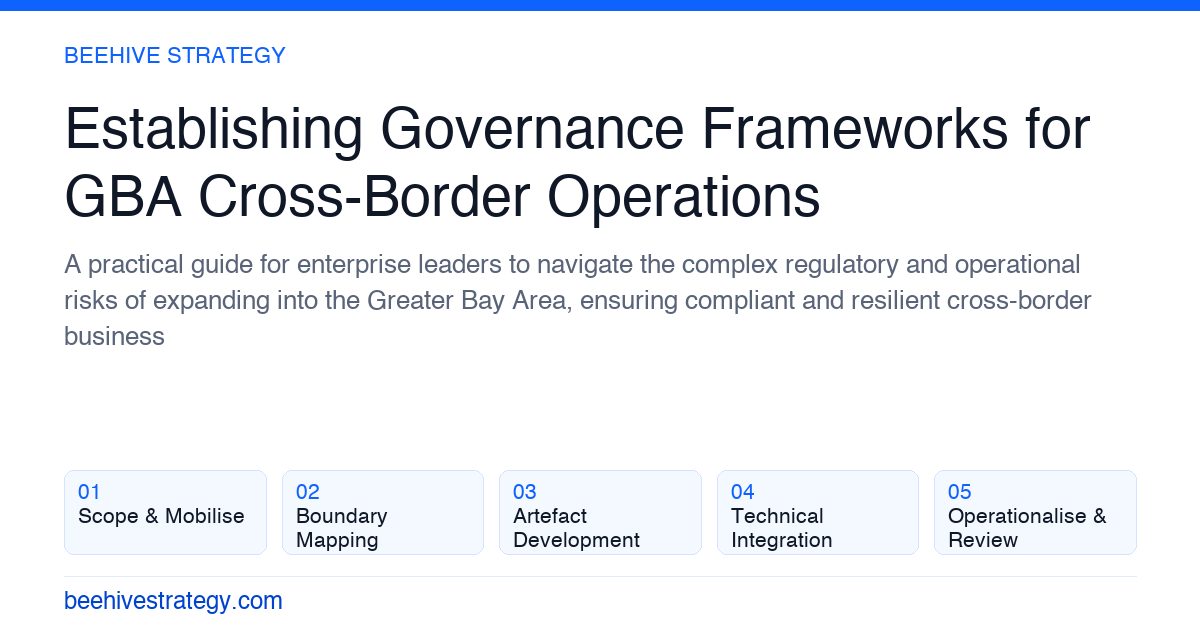 BEEHIVE STRATEGY
Establishing Governance Frameworks for
GBA Cross-Border Operations
A practical guide for enterprise leaders to navigate the complex regulatory and operational
risks of expanding into the Greater Bay Area, ensuring compliant and resilient cross-border
business
01
Scope & Mobilise
02
Boundary
Mapping
03
Artefact
Development
04
Technical
Integration
05
Operationalise &
Review
beehivestrategy.com